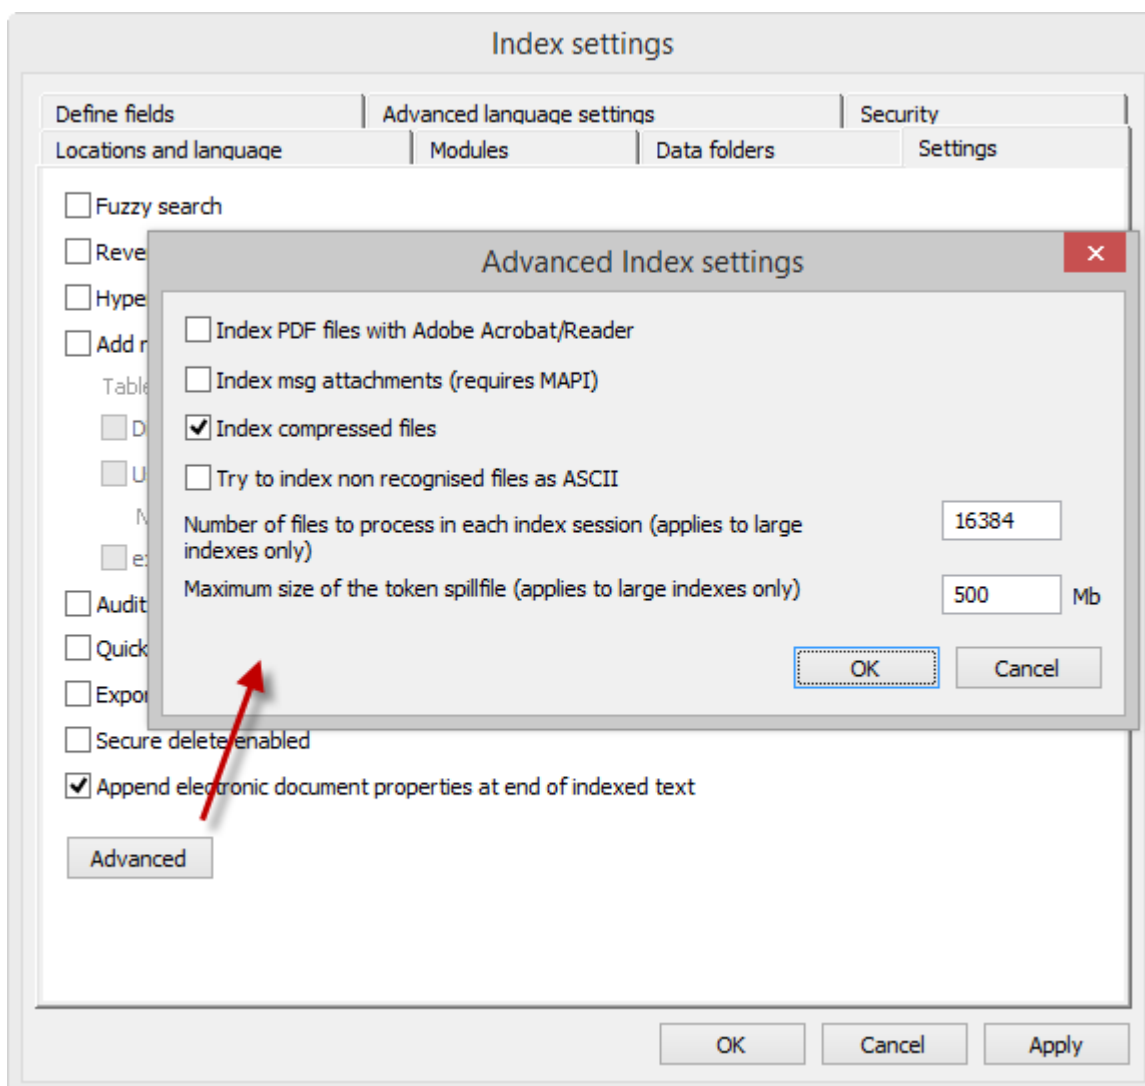 Index settings
Define fields
Advanced language settings
Security
Locations and language
Modules
Data folders
Settings
Fuzzy search
Advanced Index settings
Index PDF files with Adobe Acrobat/Reader
Index msg attachments (requires MAPI)
Index compressed files
Try to index non recognised files as ASCII
Number of files to process in each index session (applies to large
indexes only)
16384
Maximum size of the token spillfile (applies to large indexes only)
500 Mb
OK
Cancel
Audit
Quick
Secure delete enabled
Append electronic document properties at end of indexed text
Advanced
OK
Cancel
Apply